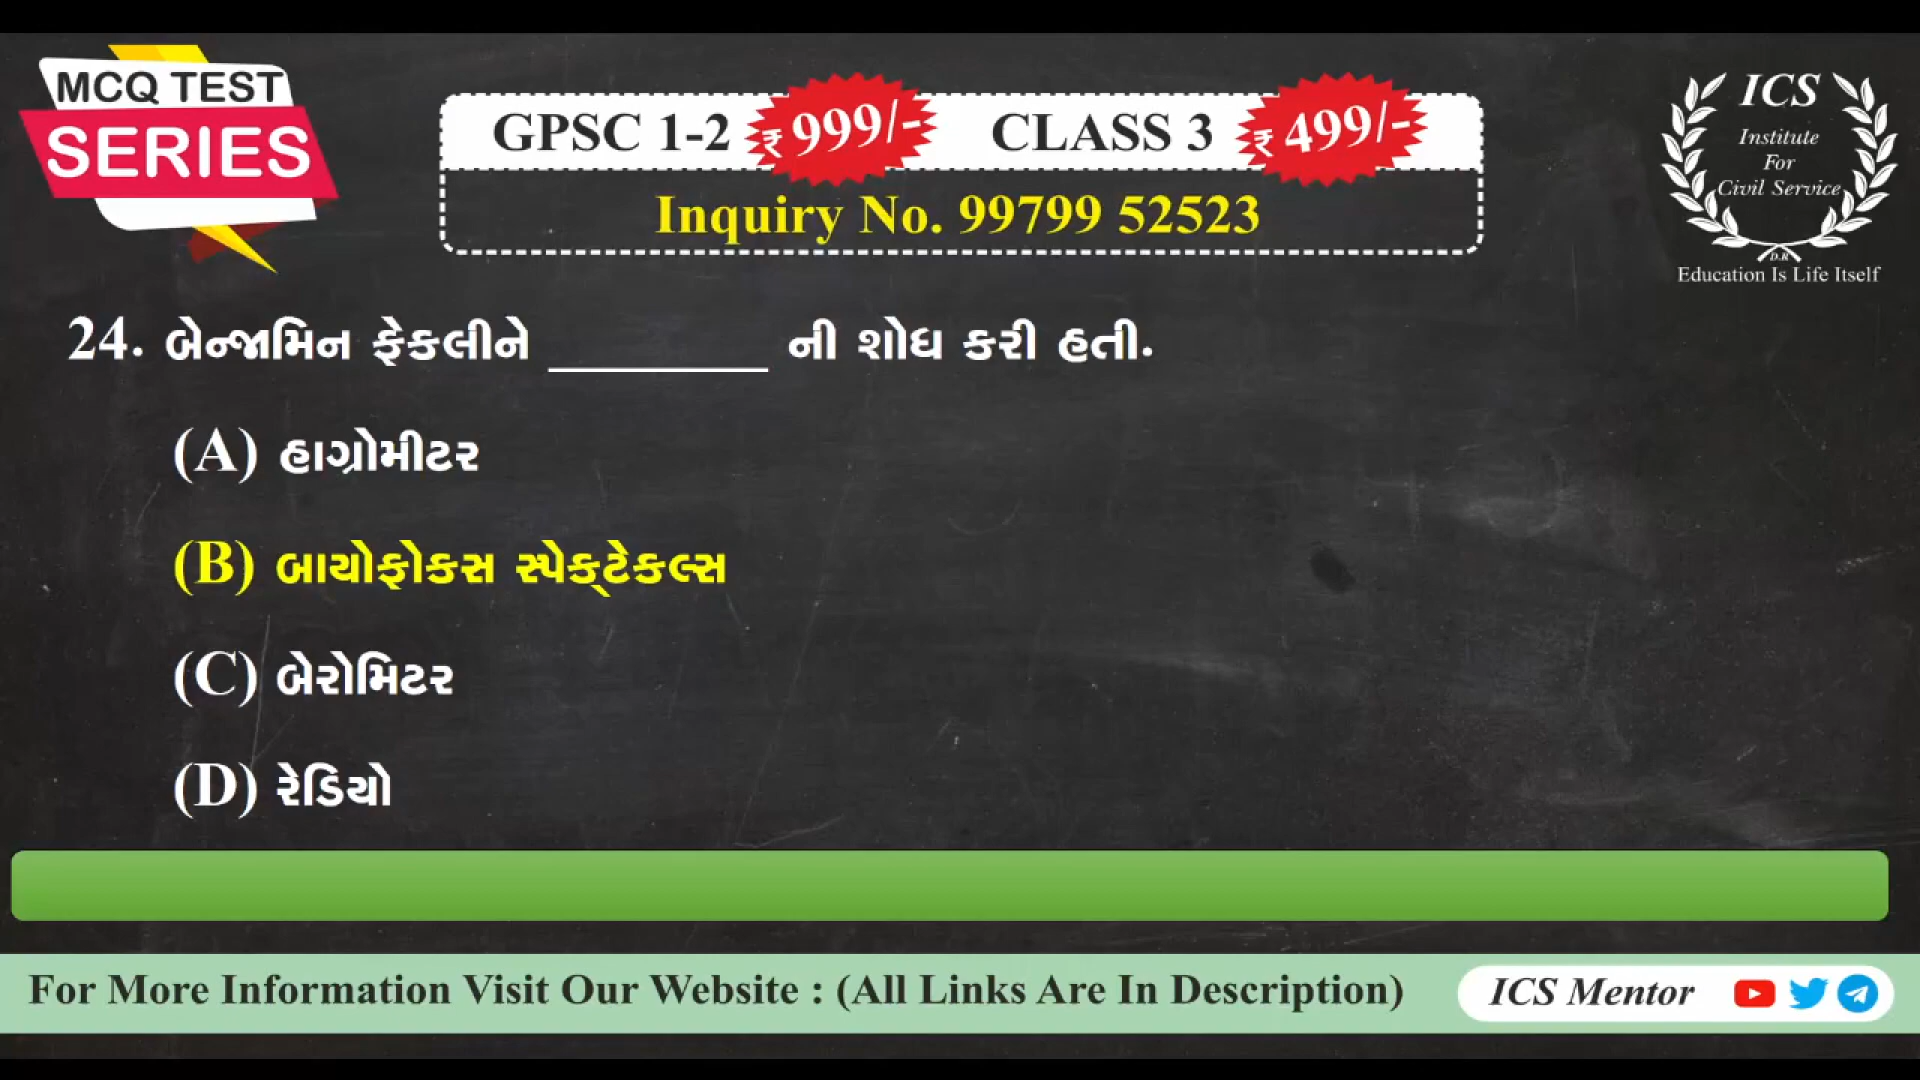 MCQ TEST
SERIES
GPSC 1-2 ₹ 999/- CLASS 3 ₹ 499/-
Inquiry No. 99799 52523
ICS
Institute
For
Civil Service
D.R
Education Is Life Itself
24. બેન્જામિન ફેકલીને ________ ની શોધ કરી હતી.
(A) હાગ્રોમીટર
(B) બાયોફોકસ સ્પેક્ટેકલ્સ
(C) બેરોમિટર
(D) રેડિયો
For More Information Visit Our Website : (All Links Are In Description)
ICS Mentor